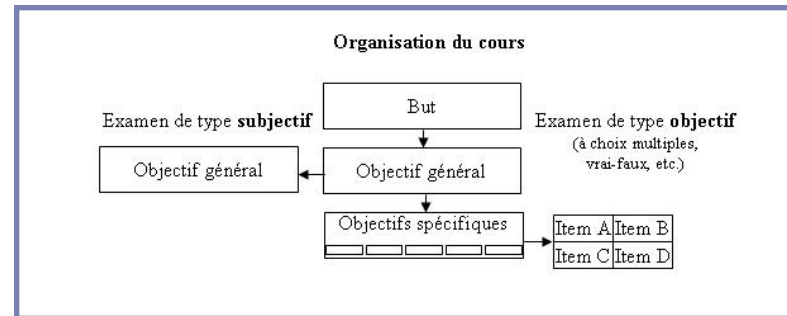 Organisation du cours
But
Examen de type subjectif
Examen de type objectif
(à choix multiples,
vrai-faux, etc.)
Objectif général
Objectif général
Objectifs spécifiques
Item A Item B
Item C Item D